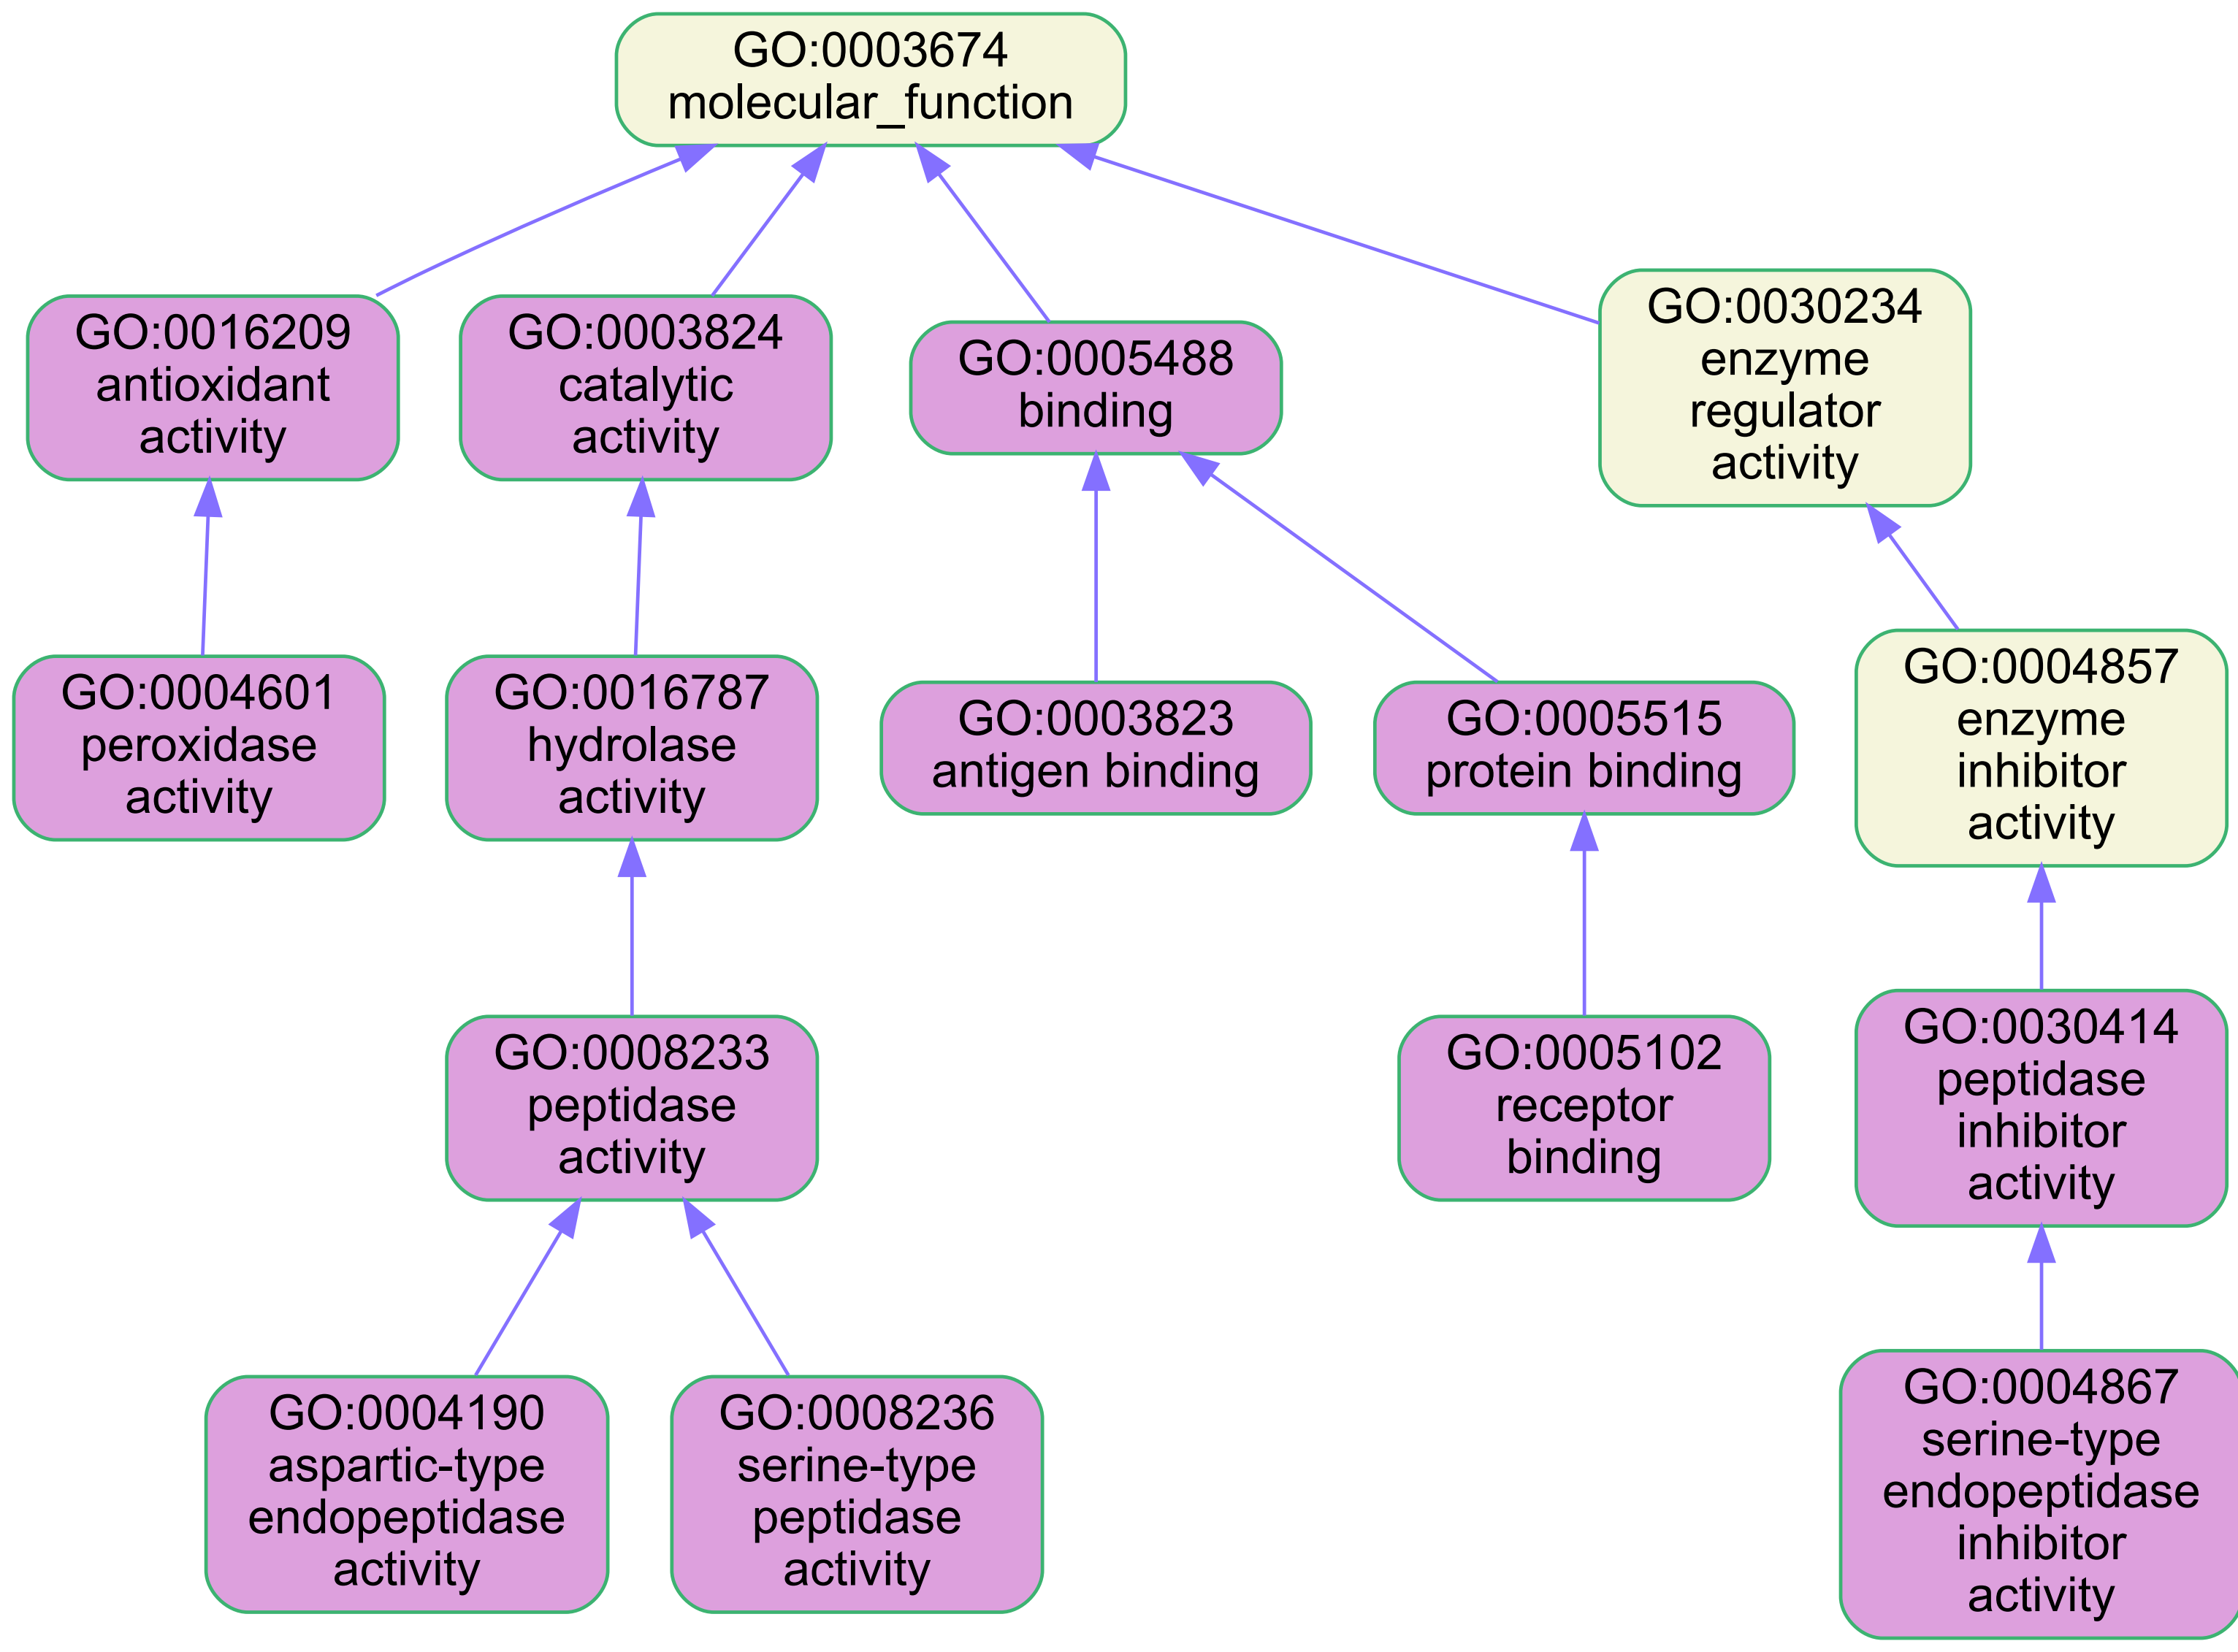 GO:0003674
molecular_function
GO:0016209
antioxidant
activity
GO:0003824
catalytic
activity
GO:0005488
binding
GO:0030234
enzyme
regulator
activity
GO:0004601
peroxidase
activity
GO:0016787
hydrolase
activity
GO:0003823
antigen binding
GO:0005515
protein binding
GO:0004857
enzyme
inhibitor
activity
GO:0008233
peptidase
activity
GO:0005102
receptor
binding
GO:0030414
peptidase
inhibitor
activity
GO:0004190
aspartic-type
endopeptidase
activity
GO:0008236
serine-type
peptidase
activity
GO:0004867
serine-type
endopeptidase
inhibitor
activity